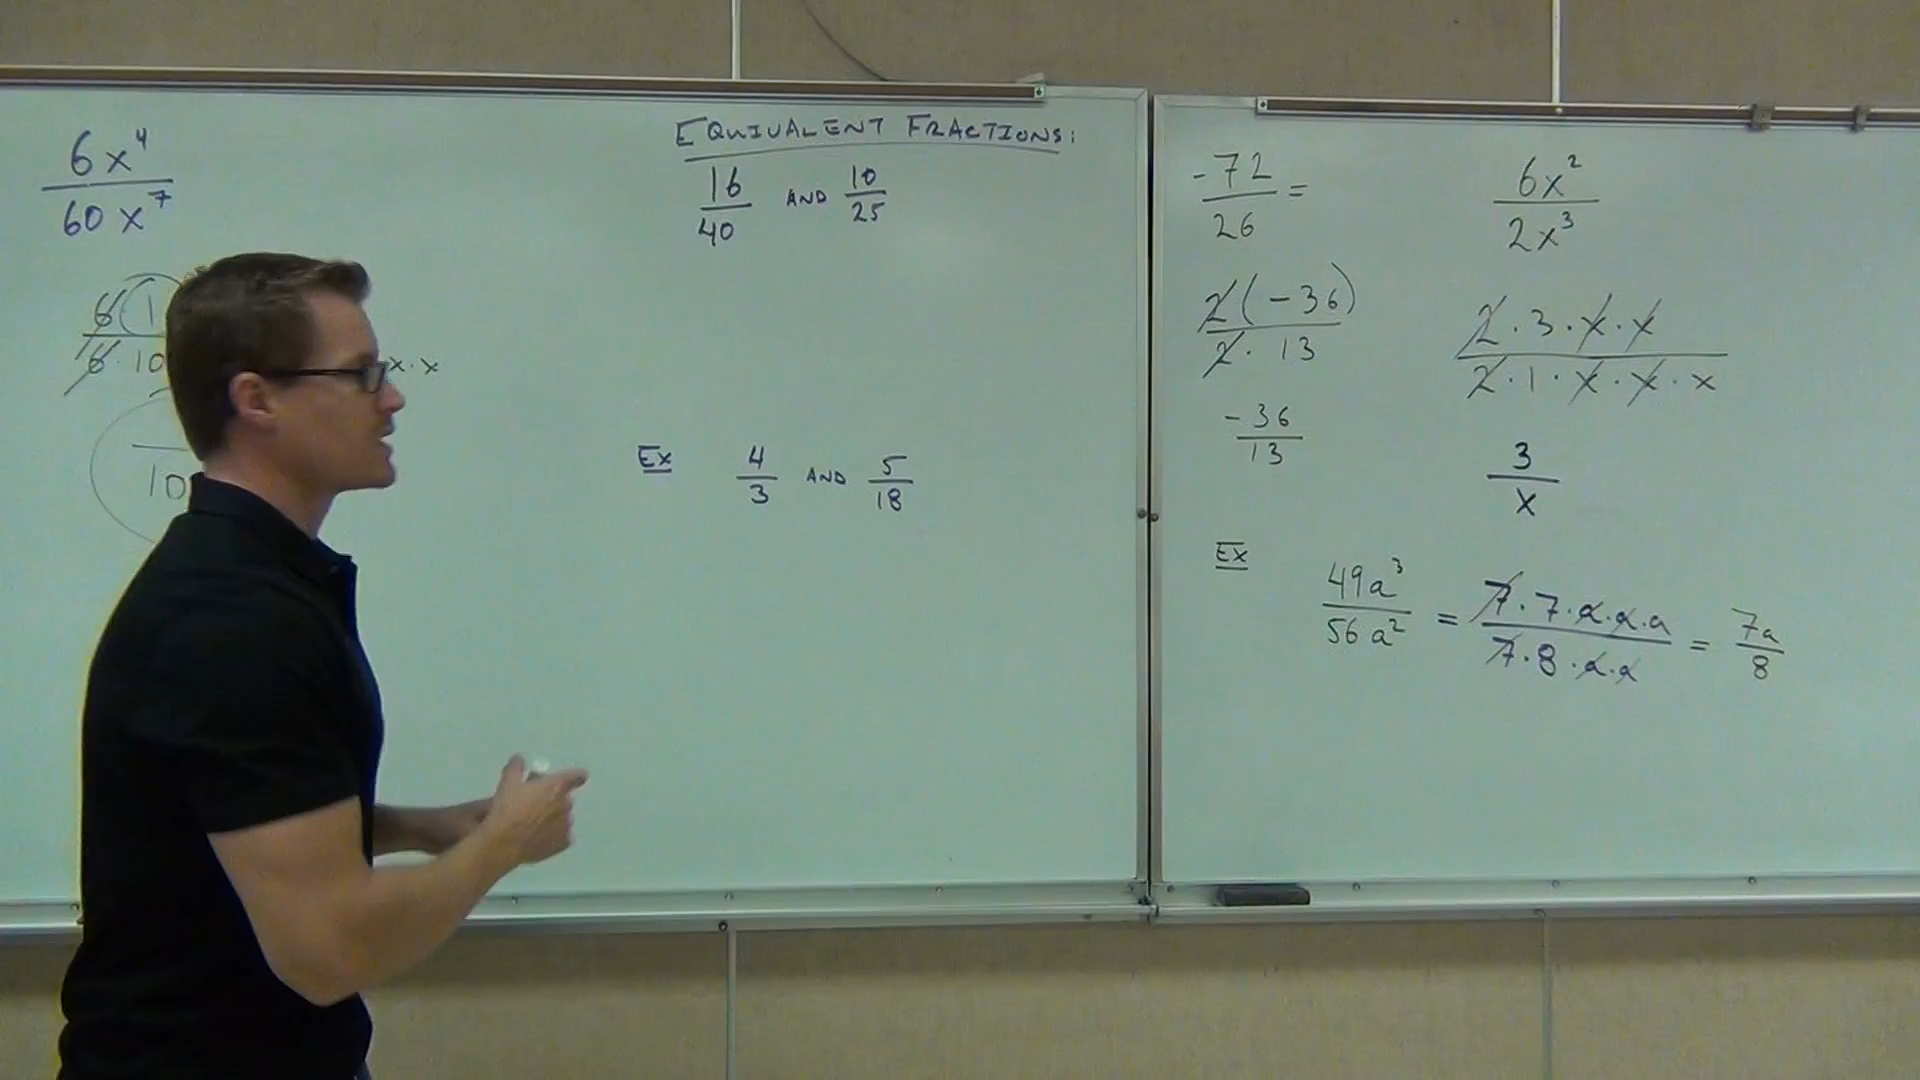 6x⁴
60x⁷
6 1
6 · 10 x · x
10
EQUIVALENT FRACTIONS:
16/40 AND 10/25
Ex 4/3 AND 5/18
-72/26 =
2(-36)
2 · 13
-36
13
6x²
2x³
2 · 3 · x · x
2 · 1 · x · x · x
3
x
Ex
49a³/56a² = 7 · 7 · a · a · a/7 · 8 · a · a = 7a/8